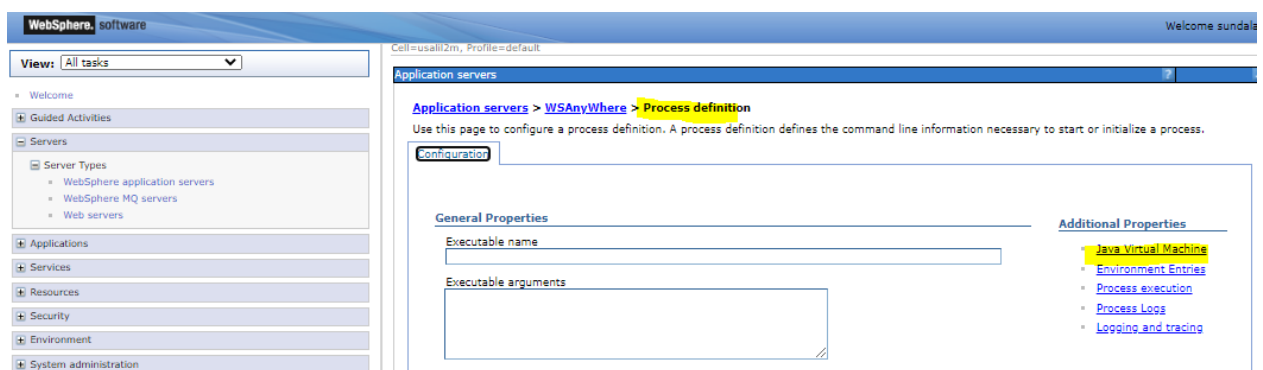 WebSphere. software
Welcome sundala
View: All tasks
Cell=usalil2m, Profile=default
Application servers
?
Welcome
Guided Activities
Servers
Server Types
WebSphere application servers
WebSphere MQ servers
Web servers
Applications
Services
Resources
Security
Environment
System administration
Application servers > WSAnyWhere > Process definition
Use this page to configure a process definition. A process definition defines the command line information necessary to start or initialize a process.
Configuration
General Properties
Executable name
Executable arguments
Additional Properties
Java Virtual Machine
Environment Entries
Process execution
Process Logs
Logging and tracing